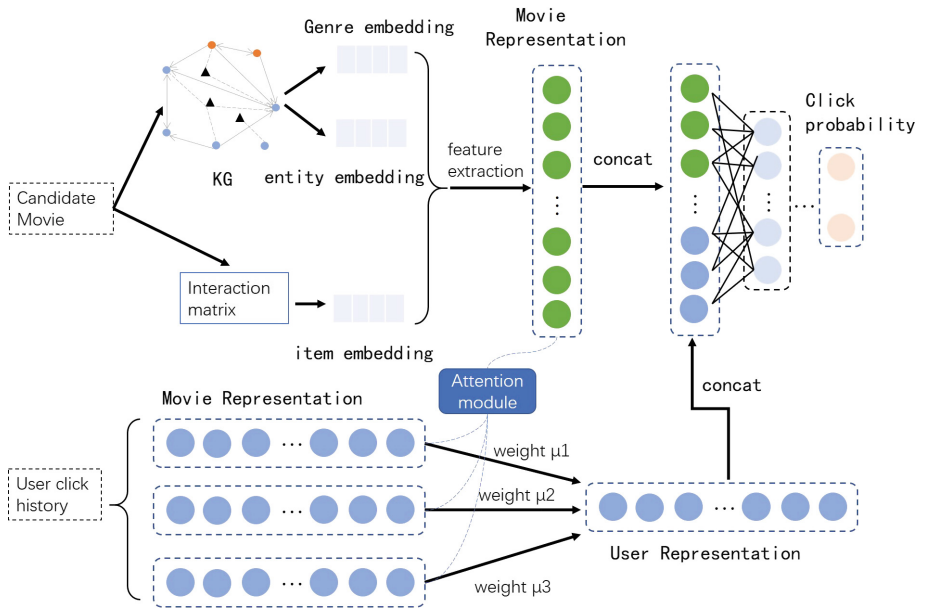 Genre embedding
Movie
Representation
Click
probability
KG
entity embedding
feature
extraction
concat
Candidate
Movie
Interaction
matrix
item embedding
Attention
module
concat
Movie Representation
User click
history
weight μ1
weight μ2
weight μ3
User Representation